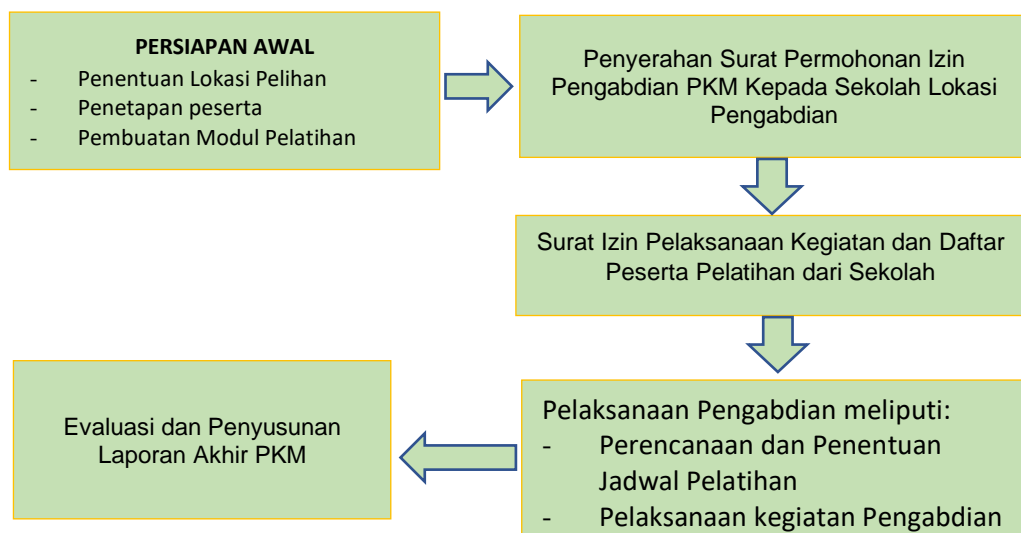 PERSIAPAN AWAL
- Penentuan Lokasi Pelihan
- Penetapan peserta
- Pembuatan Modul Pelatihan
Penyerahan Surat Permohonan Izin
Pengabdian PKM Kepada Sekolah Lokasi
Pengabdian
Surat Izin Pelaksanaan Kegiatan dan Daftar
Peserta Pelatihan dari Sekolah
Pelaksanaan Pengabdian meliputi:
- Perencanaan dan Penentuan
Jadwal Pelatihan
- Pelaksanaan kegiatan Pengabdian
Evaluasi dan Penyusunan
Laporan Akhir PKM